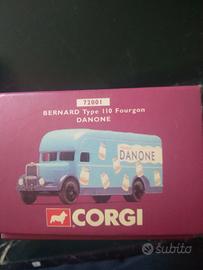 72001
BERNARD Type 110 Fourgon
DANONE
DANONE
CORGI
subito